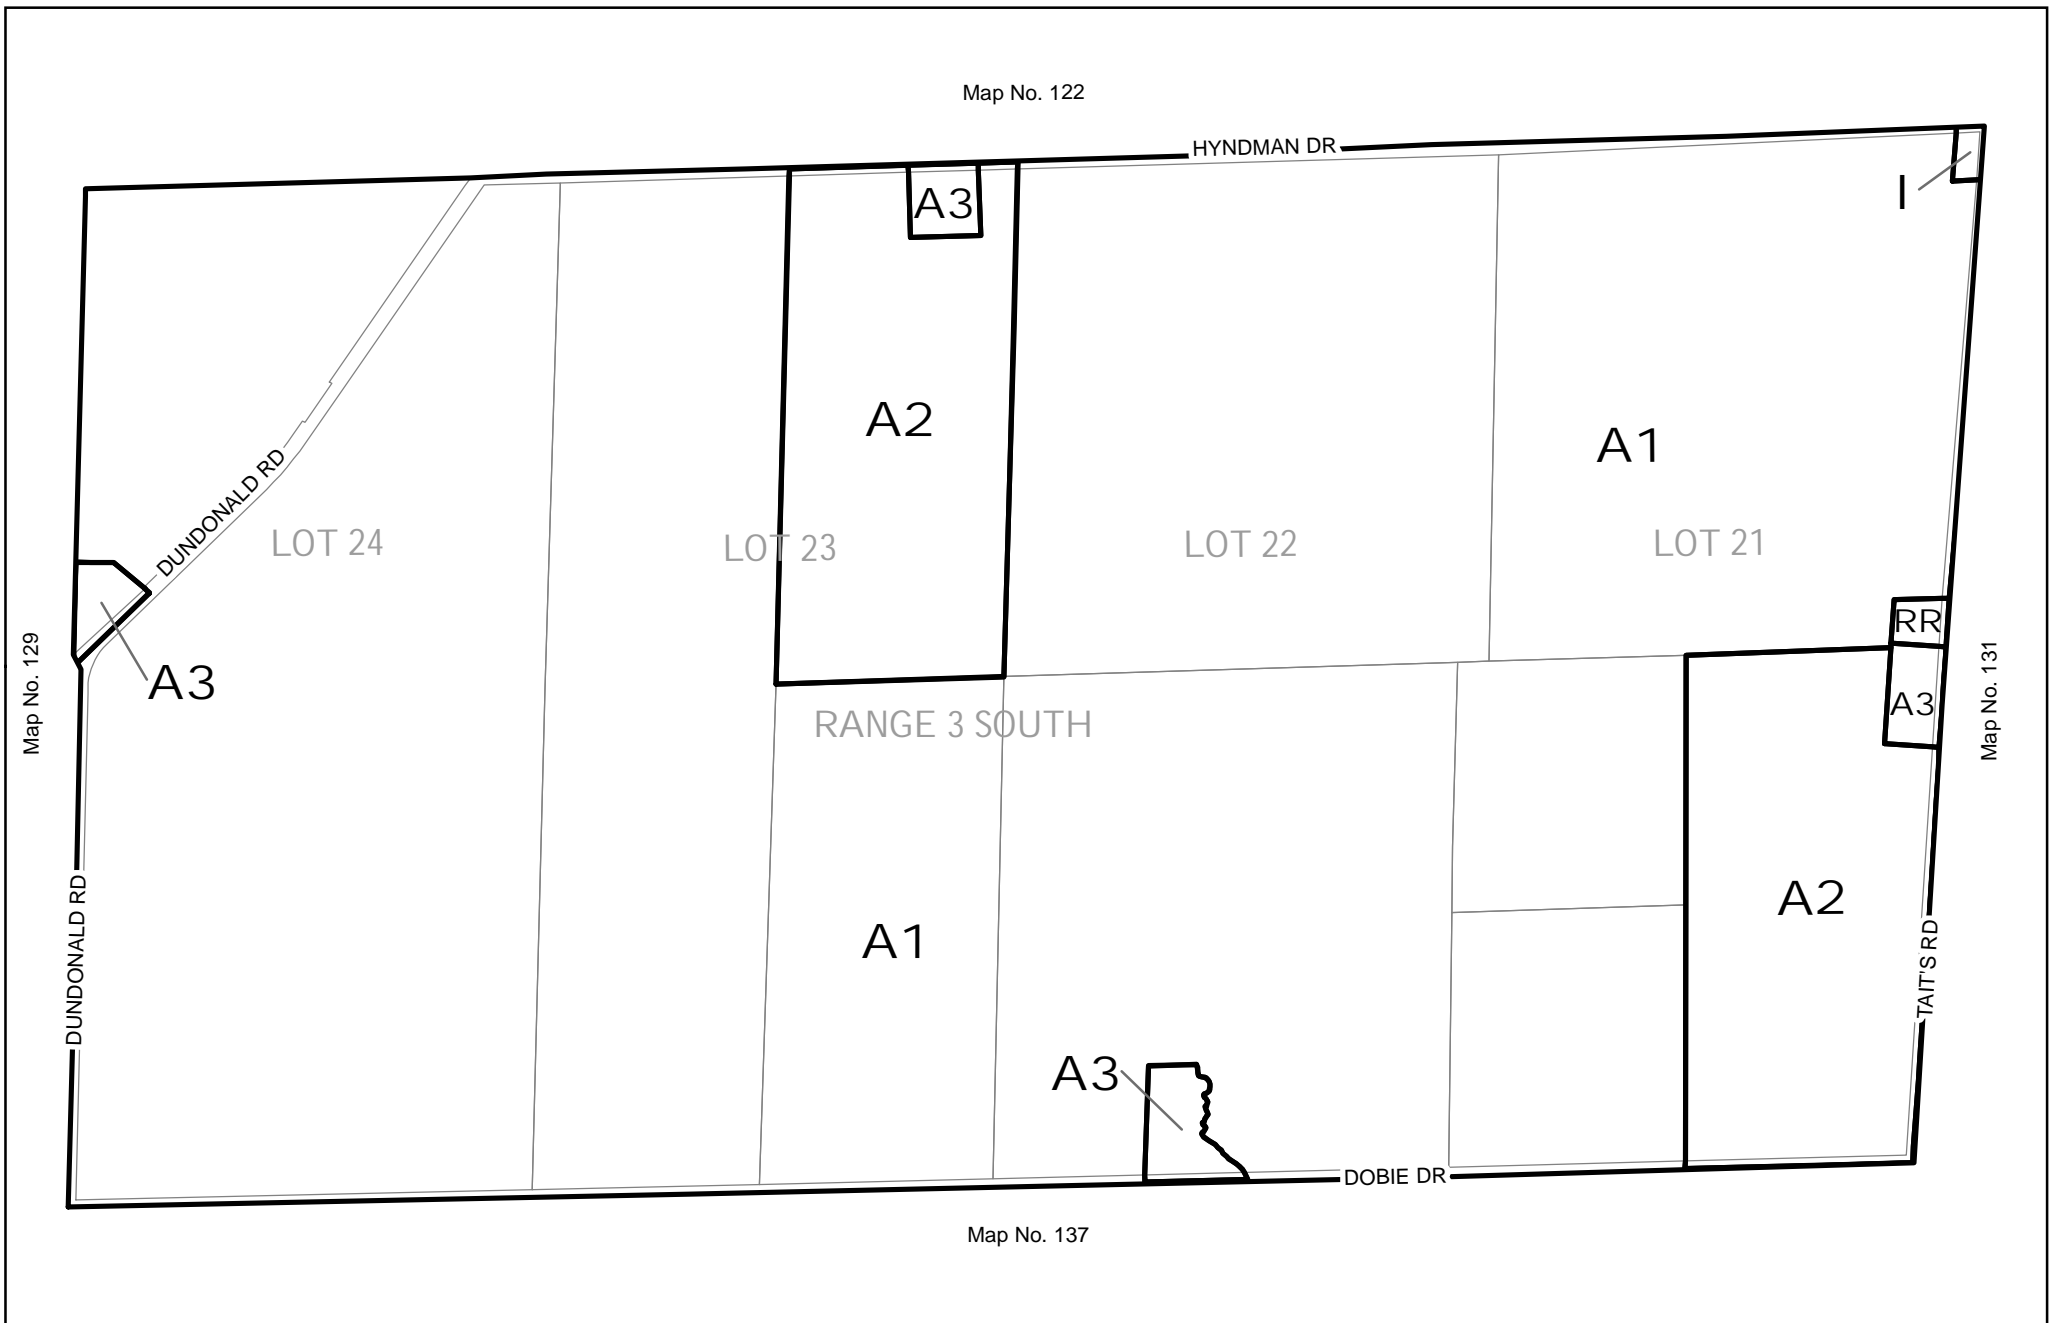 Map No. 122
HYNDMAN DR
A3
I
A2
A1
DUNDONALD RD
LOT 24
LOT 23
LOT 22
LOT 21
RR
Map No. 129
A3
A3
Map No. 131
RANGE 3 SOUTH
A2
DUNDONALD RD
A1
TAIT'S RD
A3
DOBIE DR
Map No. 137